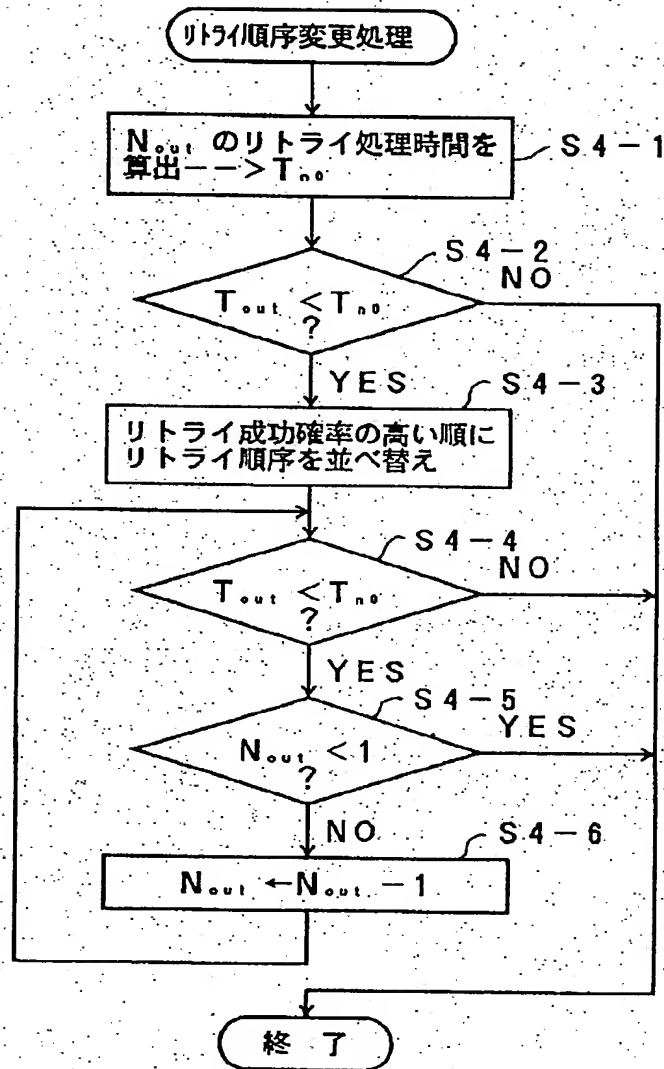 リトライ順序変更処理
Nout のリトライ処理時間を
算出——>Tno
S4-1
S4-2
NO
Tout <Tno
?
YES
S4-3
リトライ成功確率の高い順に
リトライ順序を並べ替え
S4-4
NO
Tout <Tno
?
YES
S4-5
YES
Nout <1
?
NO
S4-6
Nout ←Nout -1
終 了